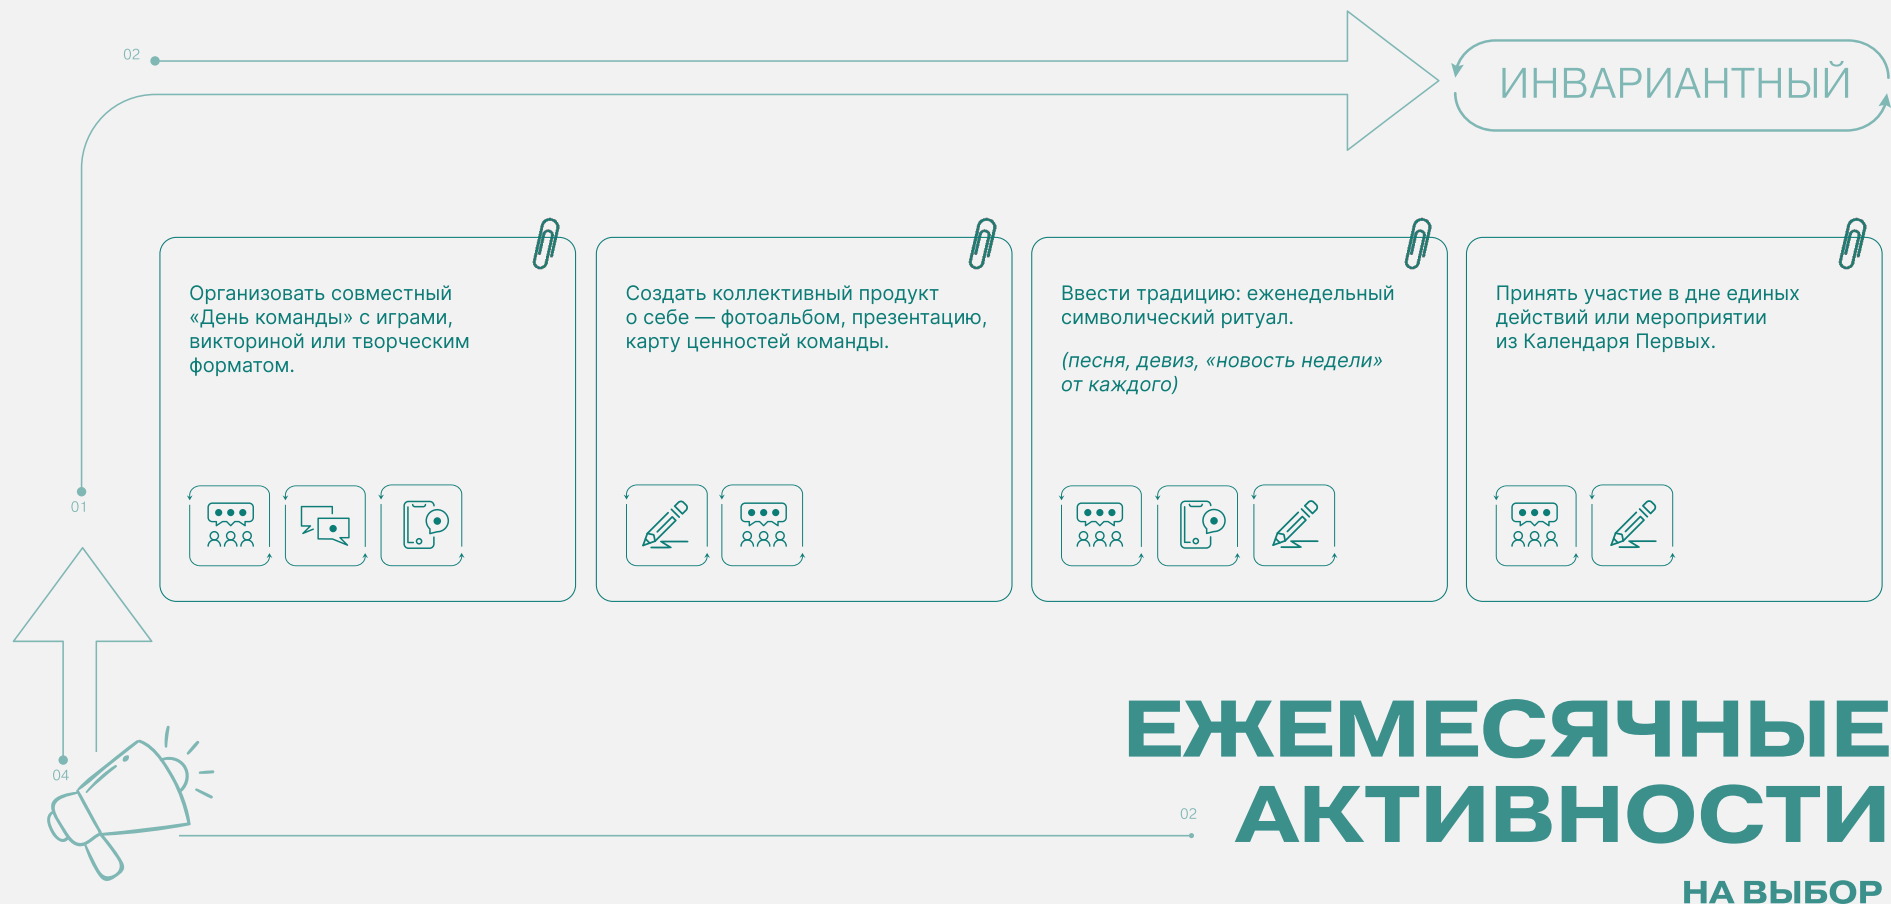 02
ИНВАРИАНТНЫЙ
Организовать совместный
«День команды» с играми,
викториной или творческим
форматом.
Создать коллективный продукт
о себе — фотоальбом, презентацию,
карту ценностей команды.
Ввести традицию: еженедельный
символический ритуал.
(песня, девиз, «новость недели»
от каждого)
Принять участие в дне единых
действий или мероприятии
из Календаря Первых.
01
04
02
ЕЖЕМЕСЯЧНЫЕ
АКТИВНОСТИ
НА ВЫБОР